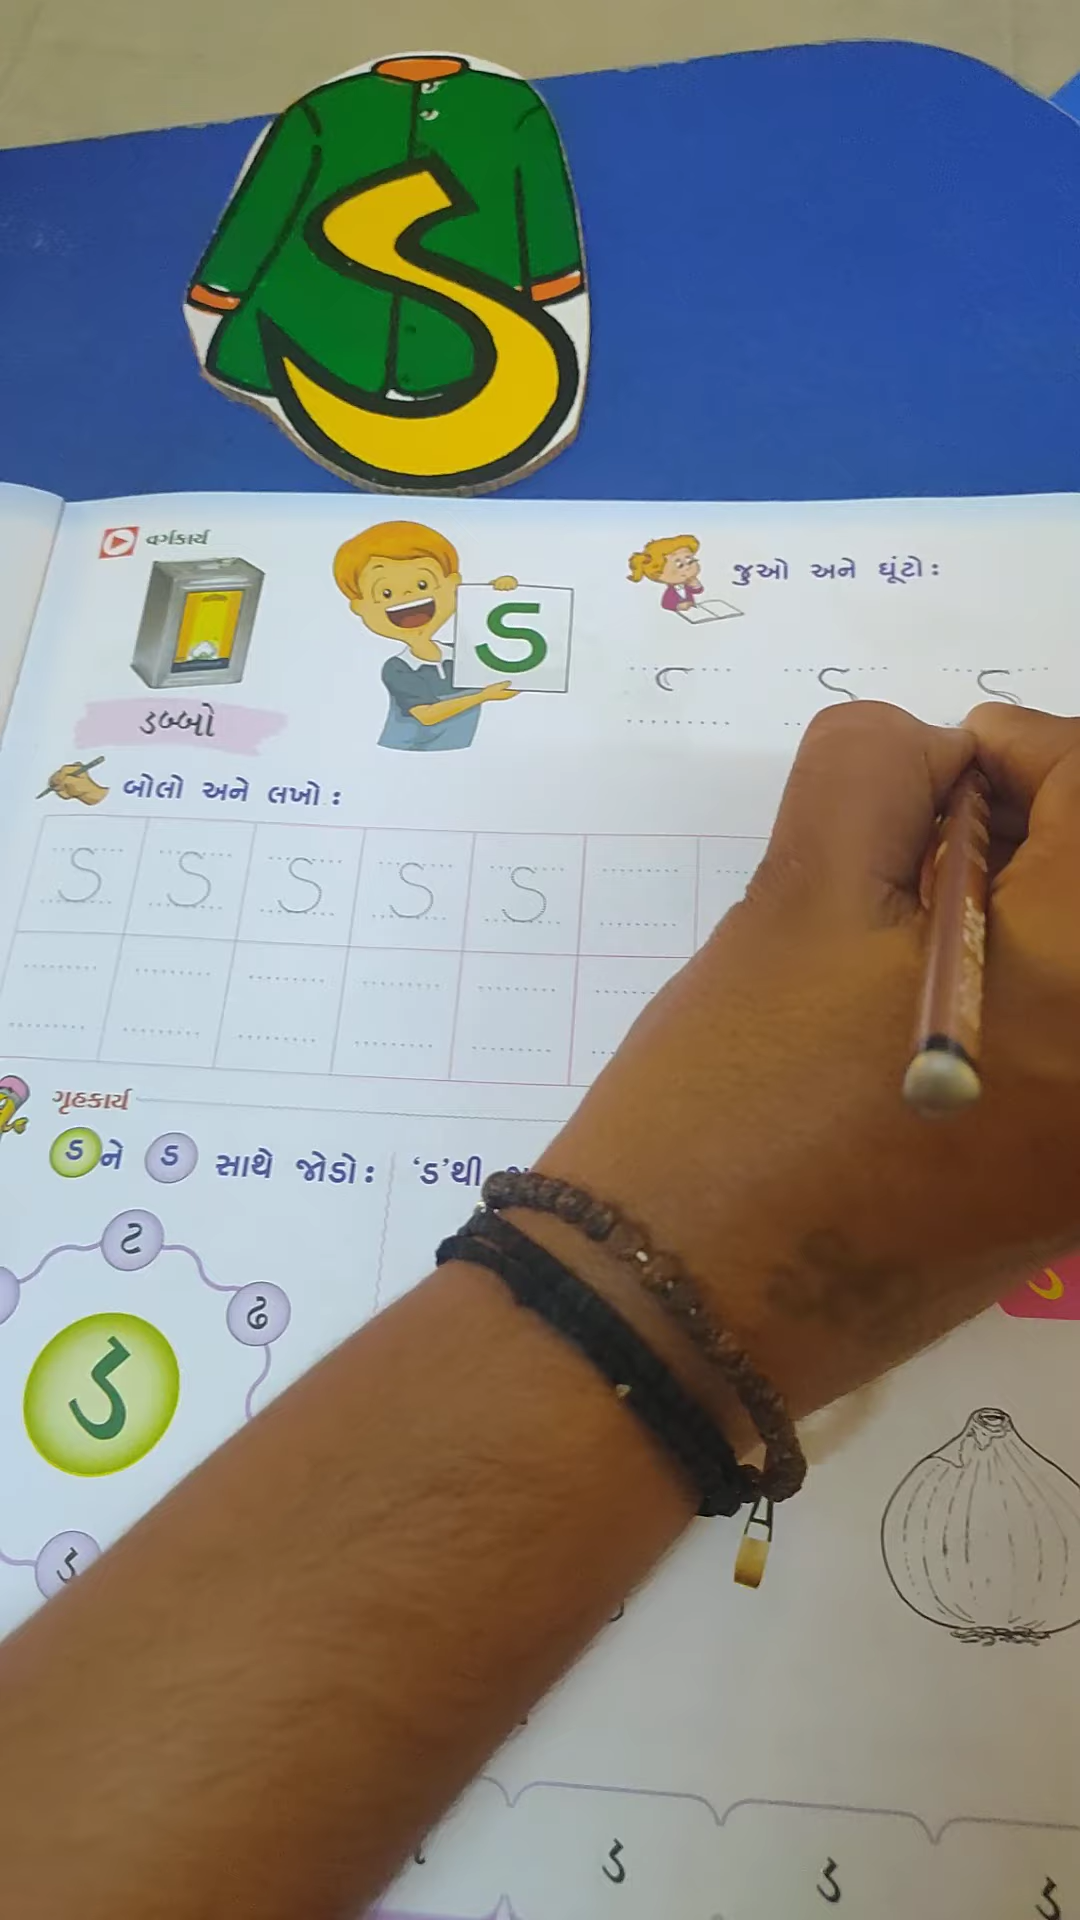 ડ
વર્ગકાર્ય
ડ
જુઓ અને ઘૂંટો :
ડબ્બો
ડ ડ
બોલો અને લખો :
ડ ડ ડ ડ ડ
ગૃહકાર્ય
ડ ને ડ સાથે જોડો : 'ડ'થી
ટ
ઢ
ડ
ડ
ડ ડ ડ